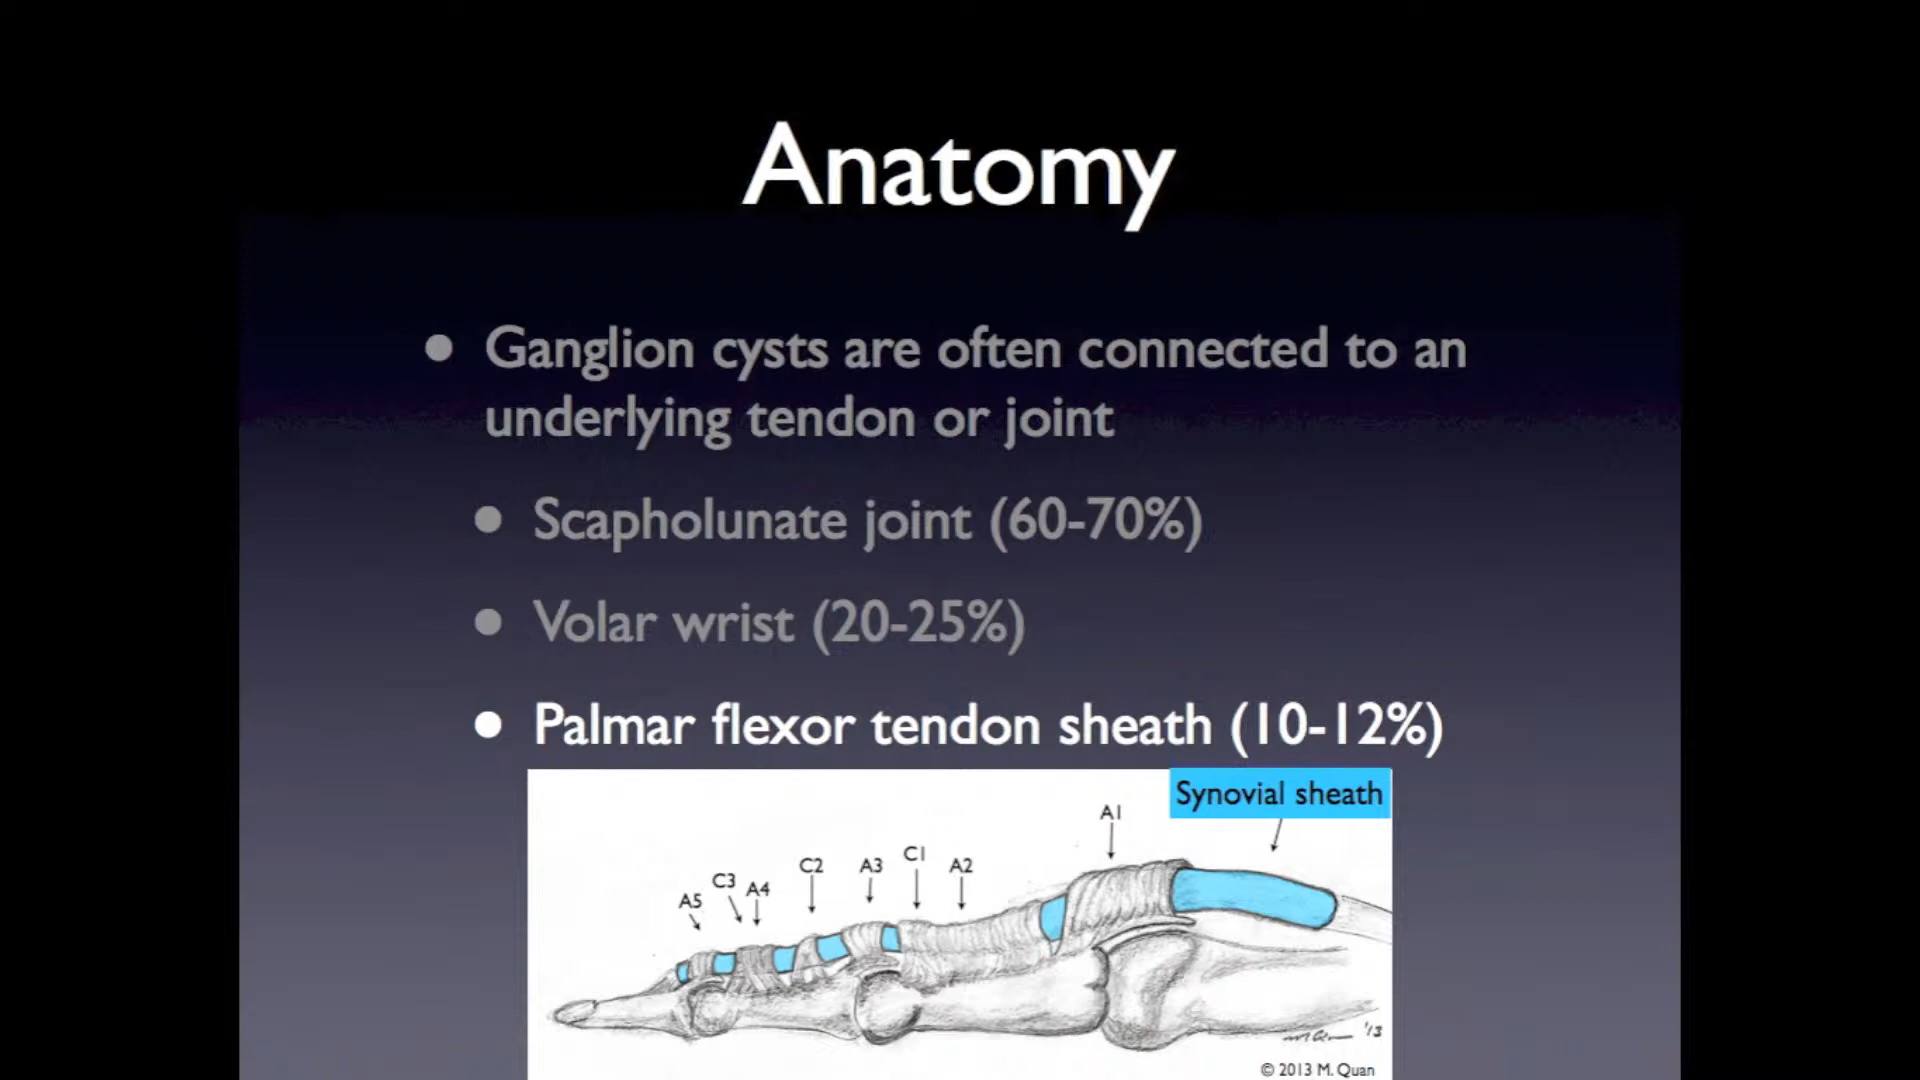 Anatomy
Ganglion cysts are often connected to an
underlying tendon or joint
Scapholunate joint (60-70%)
Volar wrist (20-25%)
Palmar flexor tendon sheath (10-12%)
Synovial sheath
A1
C1
C2
A3
A2
C3
A4
A5
'13
© 2013 M. Quan